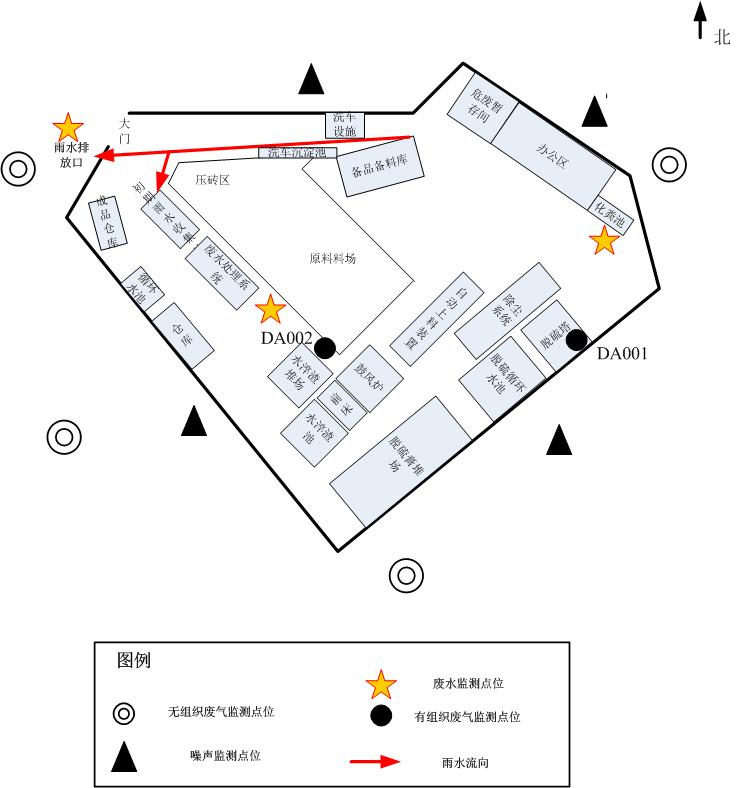 北
大
门
雨水排
放口
洗车
设施
洗车沉淀池
备品备料库
危废暂
存间
办公区
化粪池
压砖区
原料料场
初期
雨水收集
成品仓库
废水处理系
统
循环
水池
仓库
DA002
水淬渣
堆场
鼓风炉
前床
水淬渣
池
自动上料
装置
除尘
系统
脱硫塔
DA001
脱硫循环
水池
脱硫膏堆
场
图例
废水监测点位
无组织废气监测点位
有组织废气监测点位
噪声监测点位
雨水流向